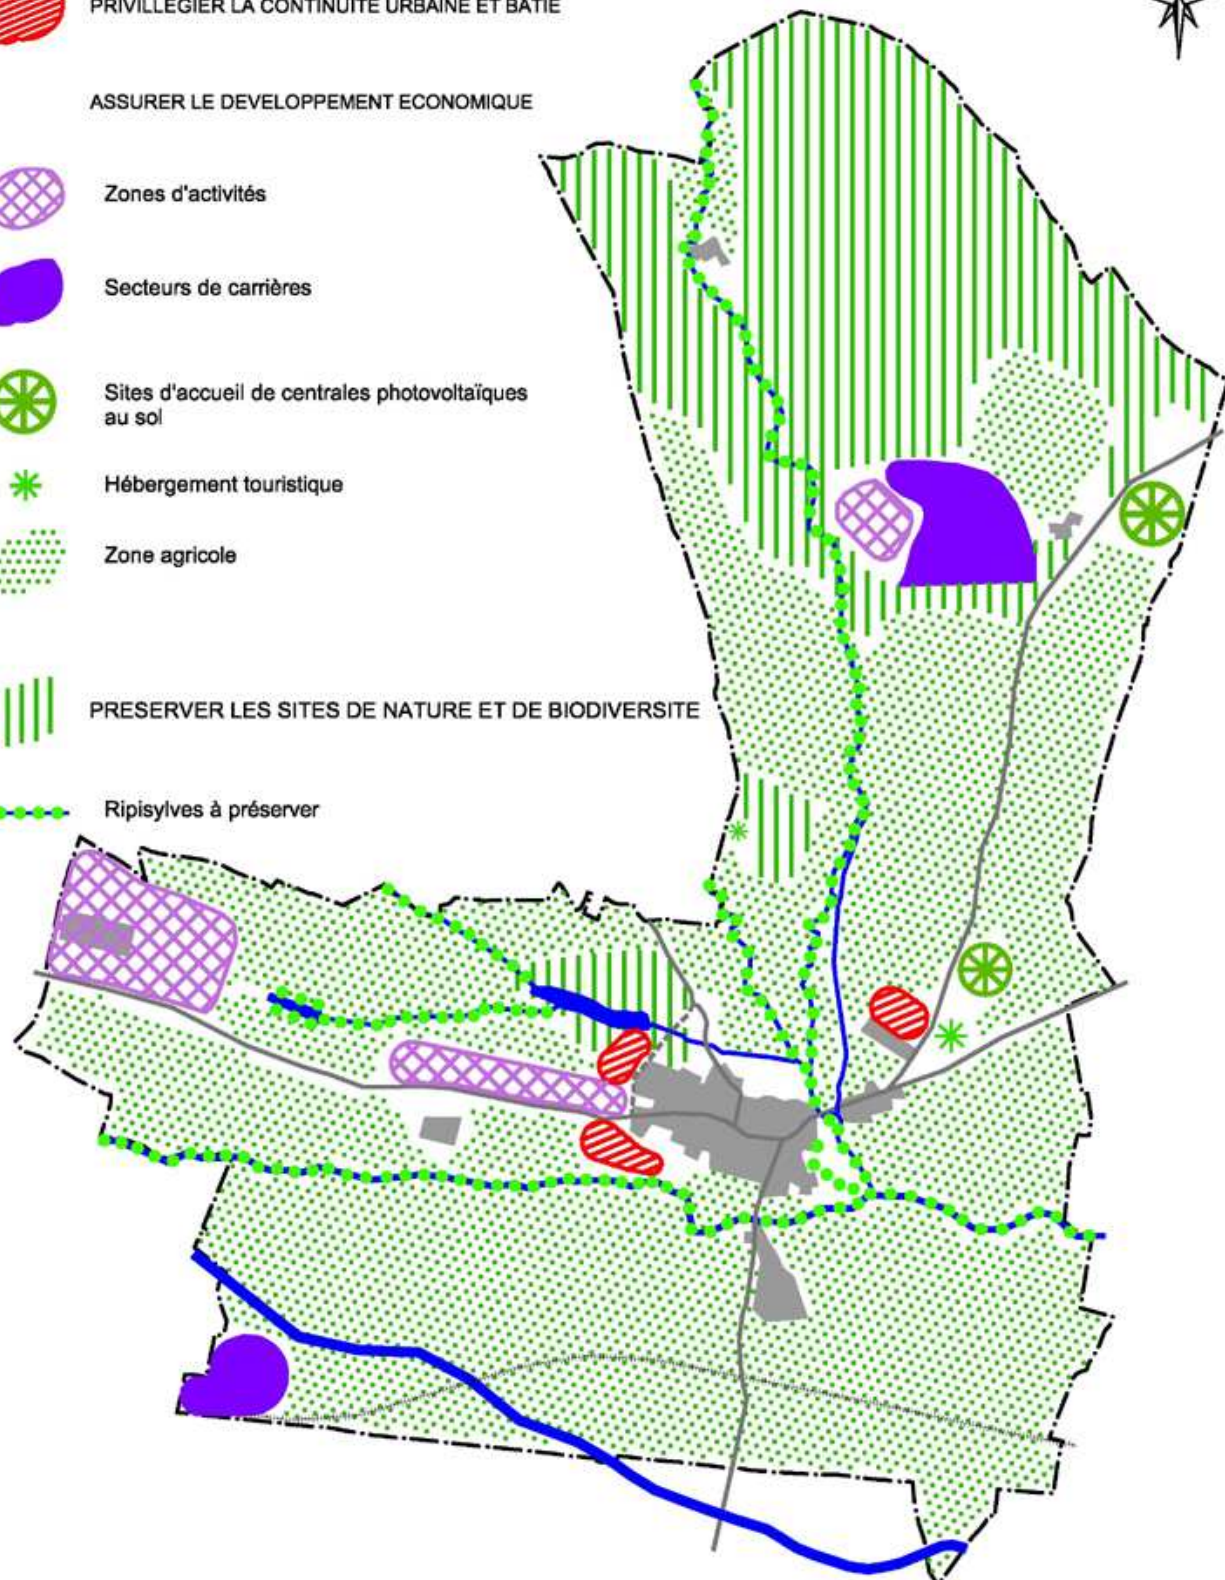 PRIVILLEGIER LA CONTINUITE URBAINE ET BATIE
ASSURER LE DEVELOPPEMENT ECONOMIQUE
Zones d'activités
Secteurs de carrières
Sites d'accueil de centrales photovoltaïques
au sol
Hébergement touristique
Zone agricole
PRESERVER LES SITES DE NATURE ET DE BIODIVERSITE
Ripisylves à préserver